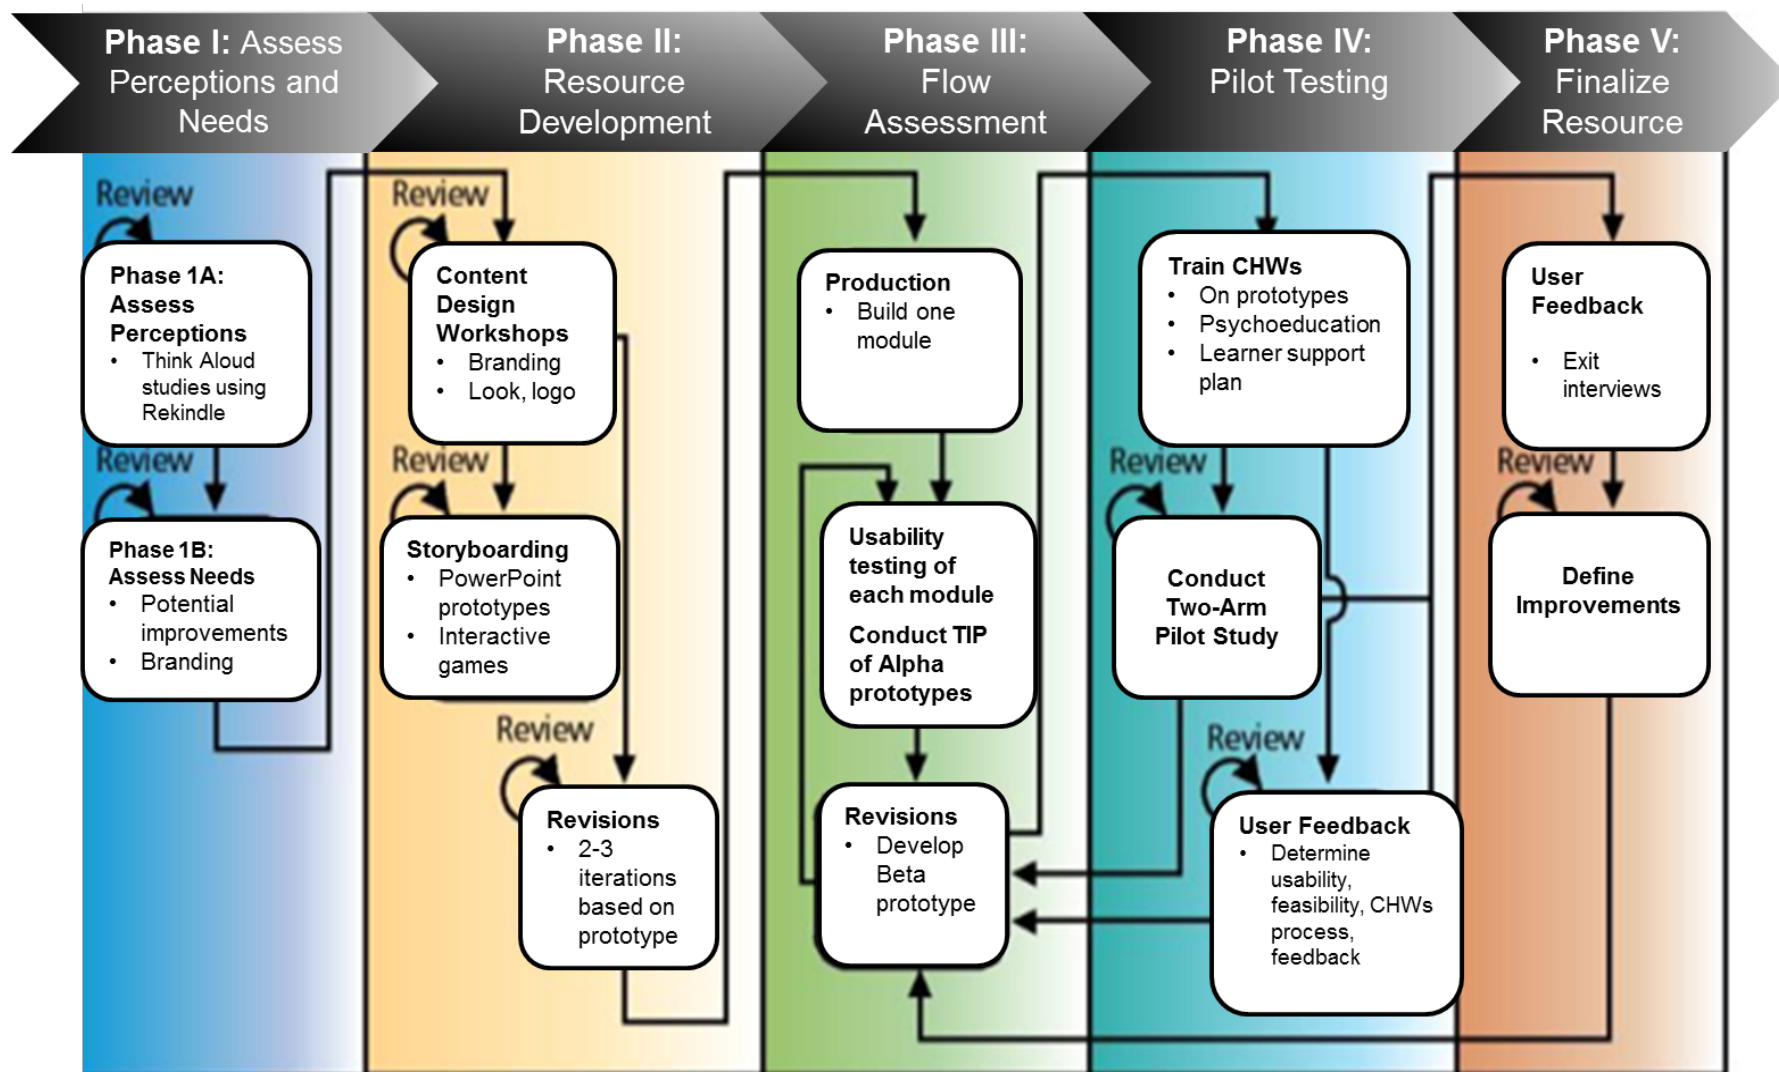 Phase I: Assess
Perceptions and
Needs
Phase II:
Resource
Development
Phase III:
Flow
Assessment
Phase IV:
Pilot Testing
Phase V:
Finalize
Resource
Review
Phase 1A:
Assess
Perceptions
• Think Aloud
studies using
Rekindle
Review
Phase 1B:
Assess Needs
• Potential
improvements
• Branding
Review
Content
Design
Workshops
• Branding
• Look, logo
Review
Storyboarding
• PowerPoint
prototypes
• Interactive
games
Review
Revisions
• 2-3
iterations
based on
prototype
Production
• Build one
module
Usability
testing of
each module
Conduct TIP
of Alpha
prototypes
Revisions
• Develop
Beta
prototype
Train CHWs
• On prototypes
• Psychoeducation
• Learner support
plan
Review
Conduct
Two-Arm
Pilot Study
Review
User Feedback
• Determine
usability,
feasibility, CHWs
process,
feedback
User
Feedback
• Exit
interviews
Review
Define
Improvements